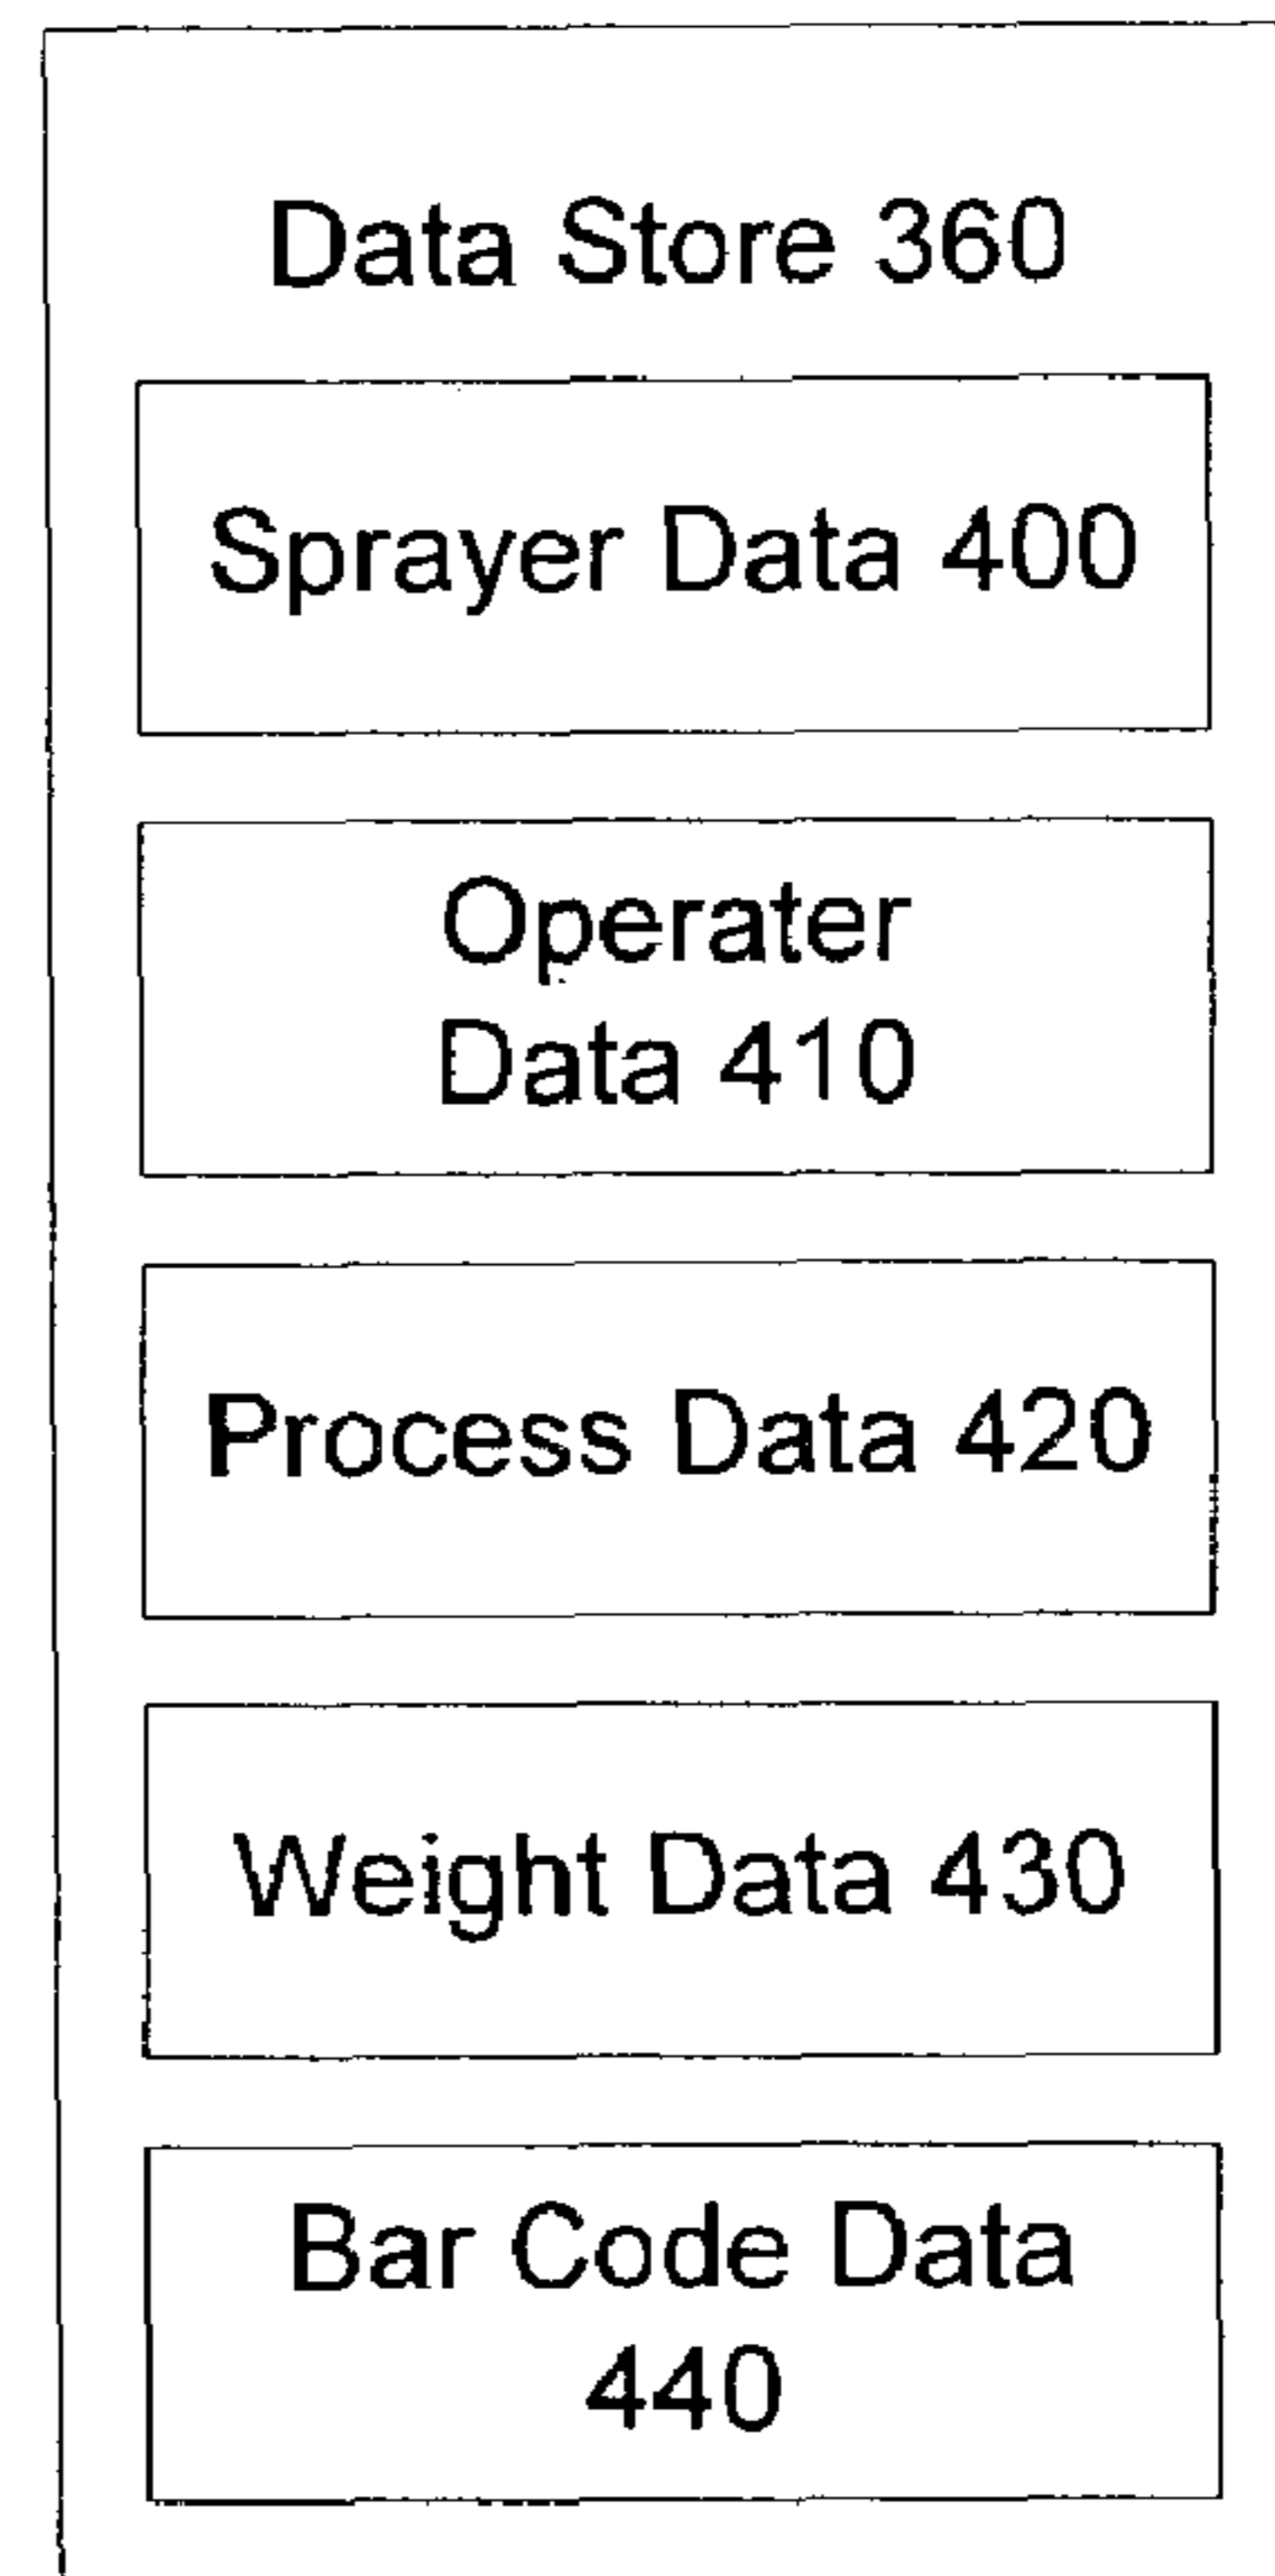 Data Store 360
Sprayer Data 400
Operater
Data 410
Process Data 420
Weight Data 430
Bar Code Data
440